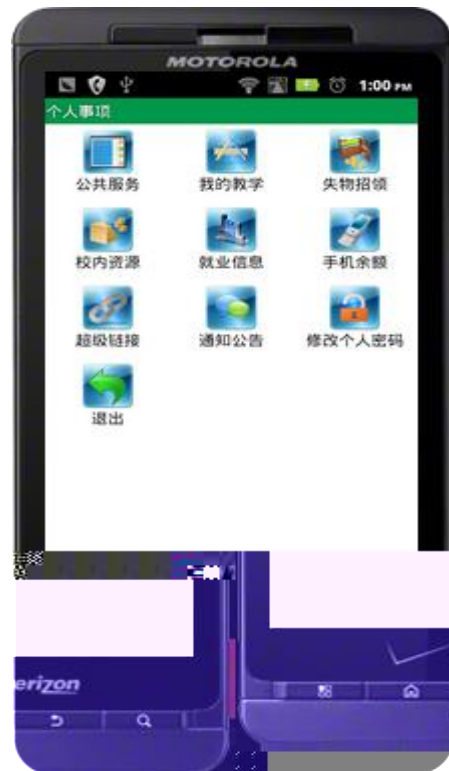 MOTOROLA
1:00 PM
个人事项
公共服务 我的教学 失物招领
校内资源 就业信息 手机余额
超级链接 通知公告 修改个人密码
退出
erizon